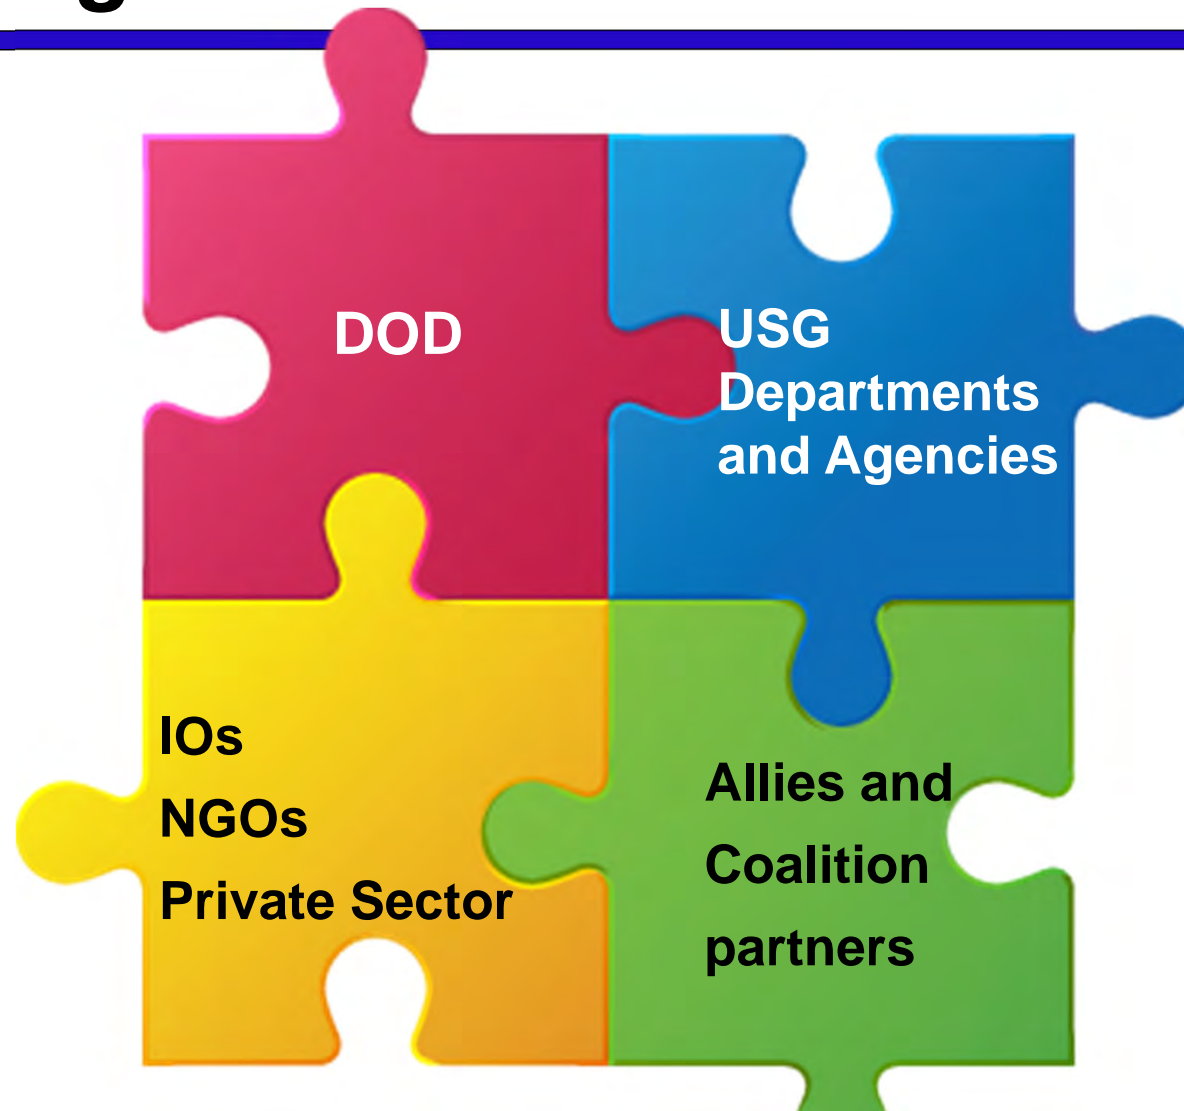 DOD
USG
Departments
and Agencies
IOs
NGOs
Private Sector
Allies and
Coalition
partners